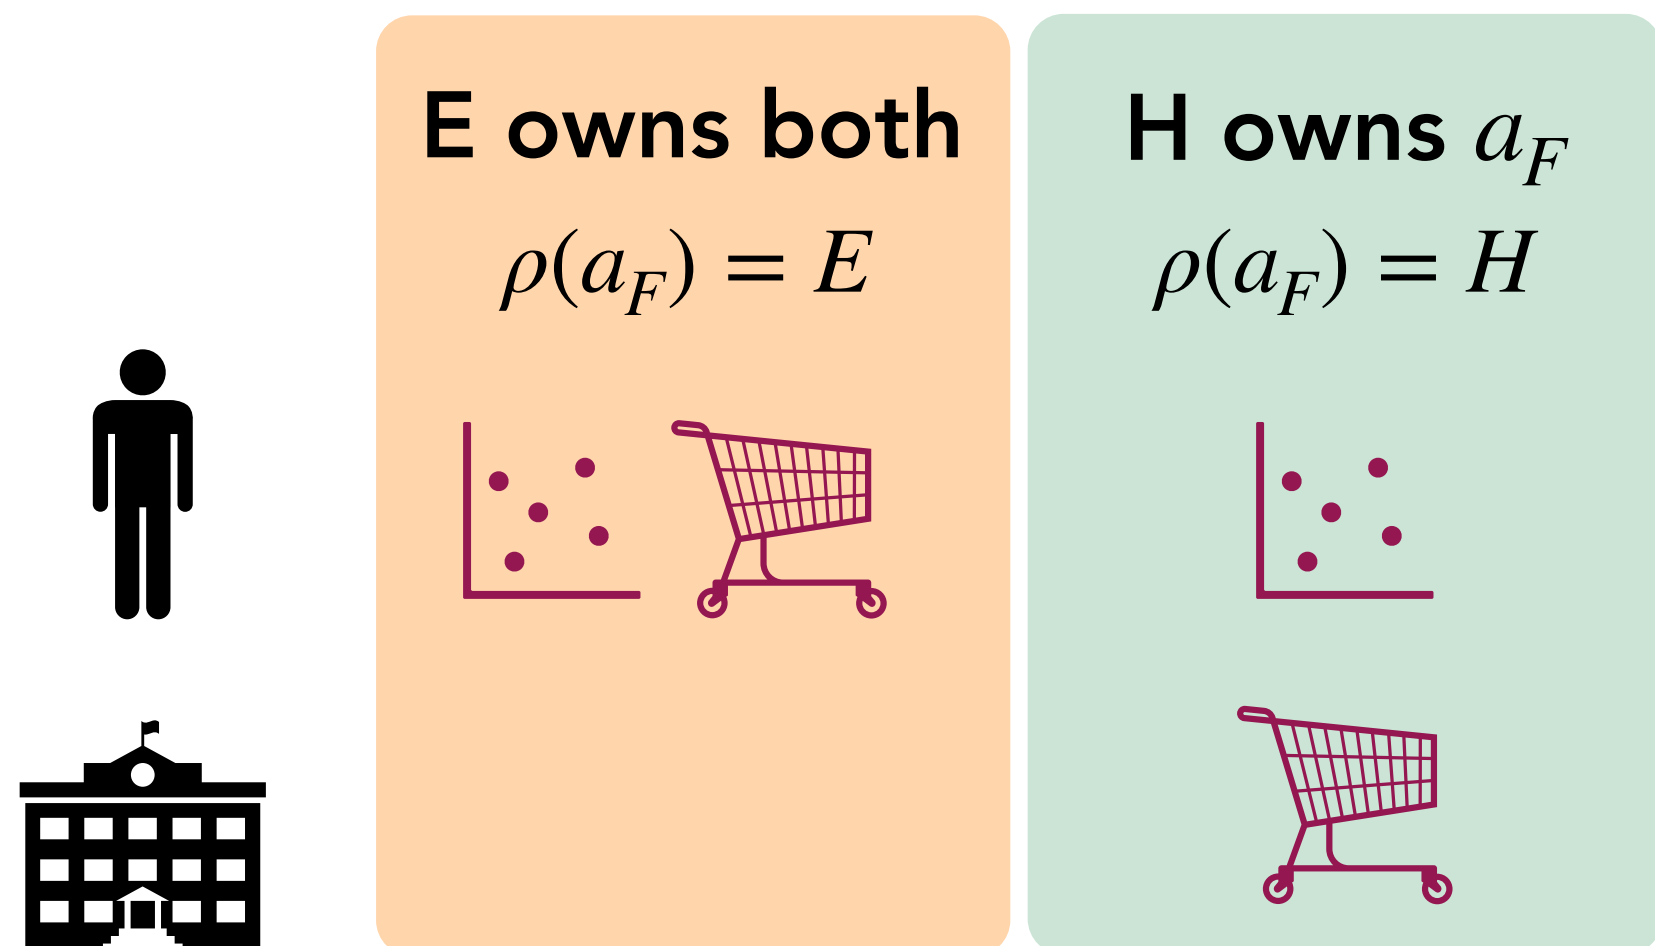 E owns both
ρ(a_F) = E
H owns a_F
ρ(a_F) = H